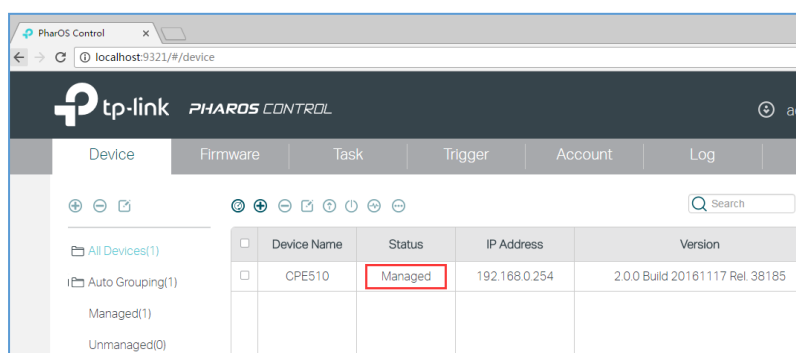 PharOS Control
localhost:9321/#/device
tp-link PHAROS CONTROL
Device Firmware Task Trigger Account Log
Search
All Devices(1)
Device Name Status IP Address Version
Auto Grouping(1)
CPE510 Managed 192.168.0.254 2.0.0 Build 20161117 Rel. 38185
Managed(1)
Unmanaged(0)